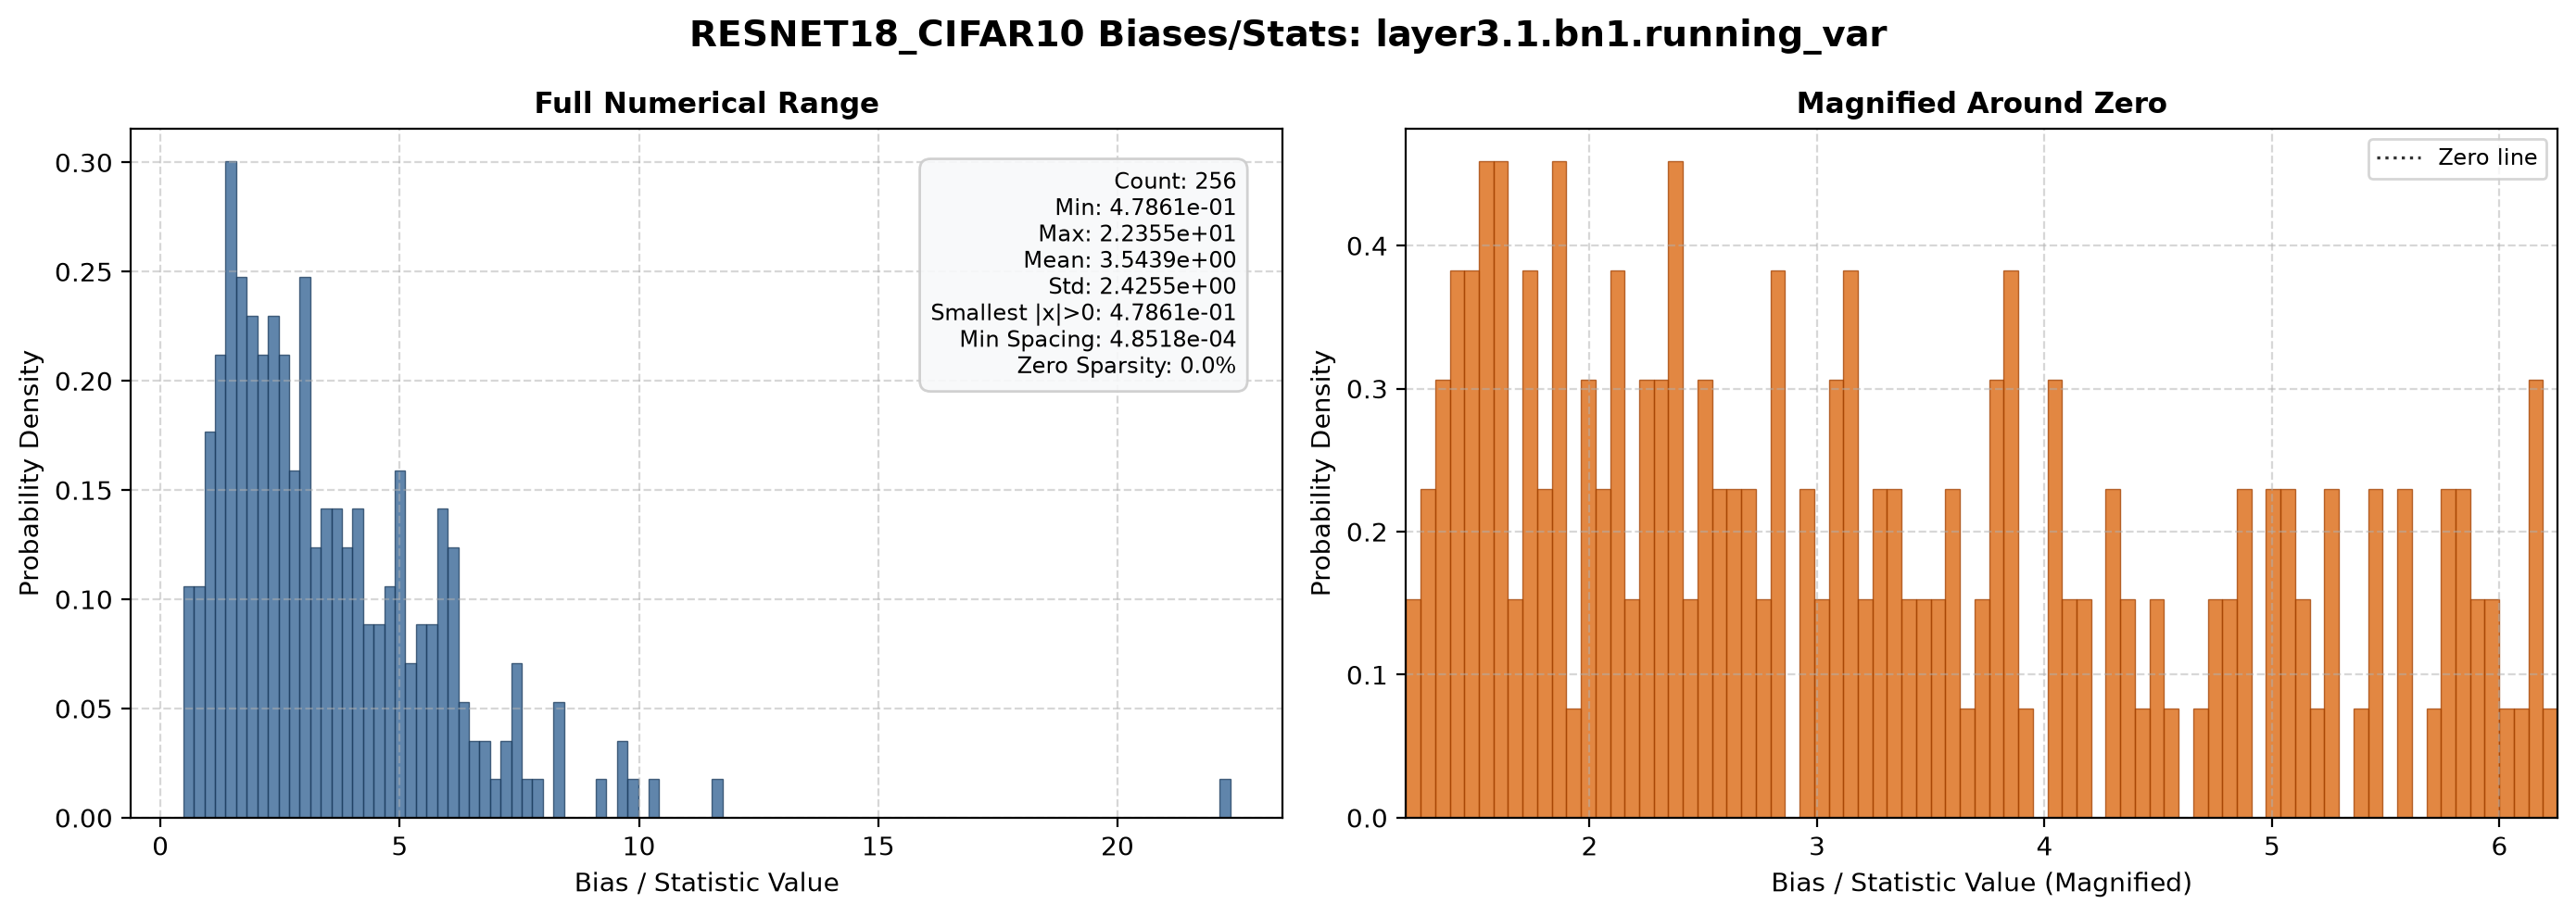 RESNET18_CIFAR10 Biases/Stats: layer3.1.bn1.running_var
Full Numerical Range
Probability Density
0.30
0.25
0.20
0.15
0.10
0.05
0.00
Count: 256
Min: 4.7861e-01
Max: 2.2355e+01
Mean: 3.5439e+00
Std: 2.4255e+00
Smallest |x|>0: 4.7861e-01
Min Spacing: 4.8518e-04
Zero Sparsity: 0.0%
0 5 10 15 20
Bias / Statistic Value
Magnified Around Zero
Zero line
Probability Density
0.4
0.3
0.2
0.1
0.0
2 3 4 5 6
Bias / Statistic Value (Magnified)